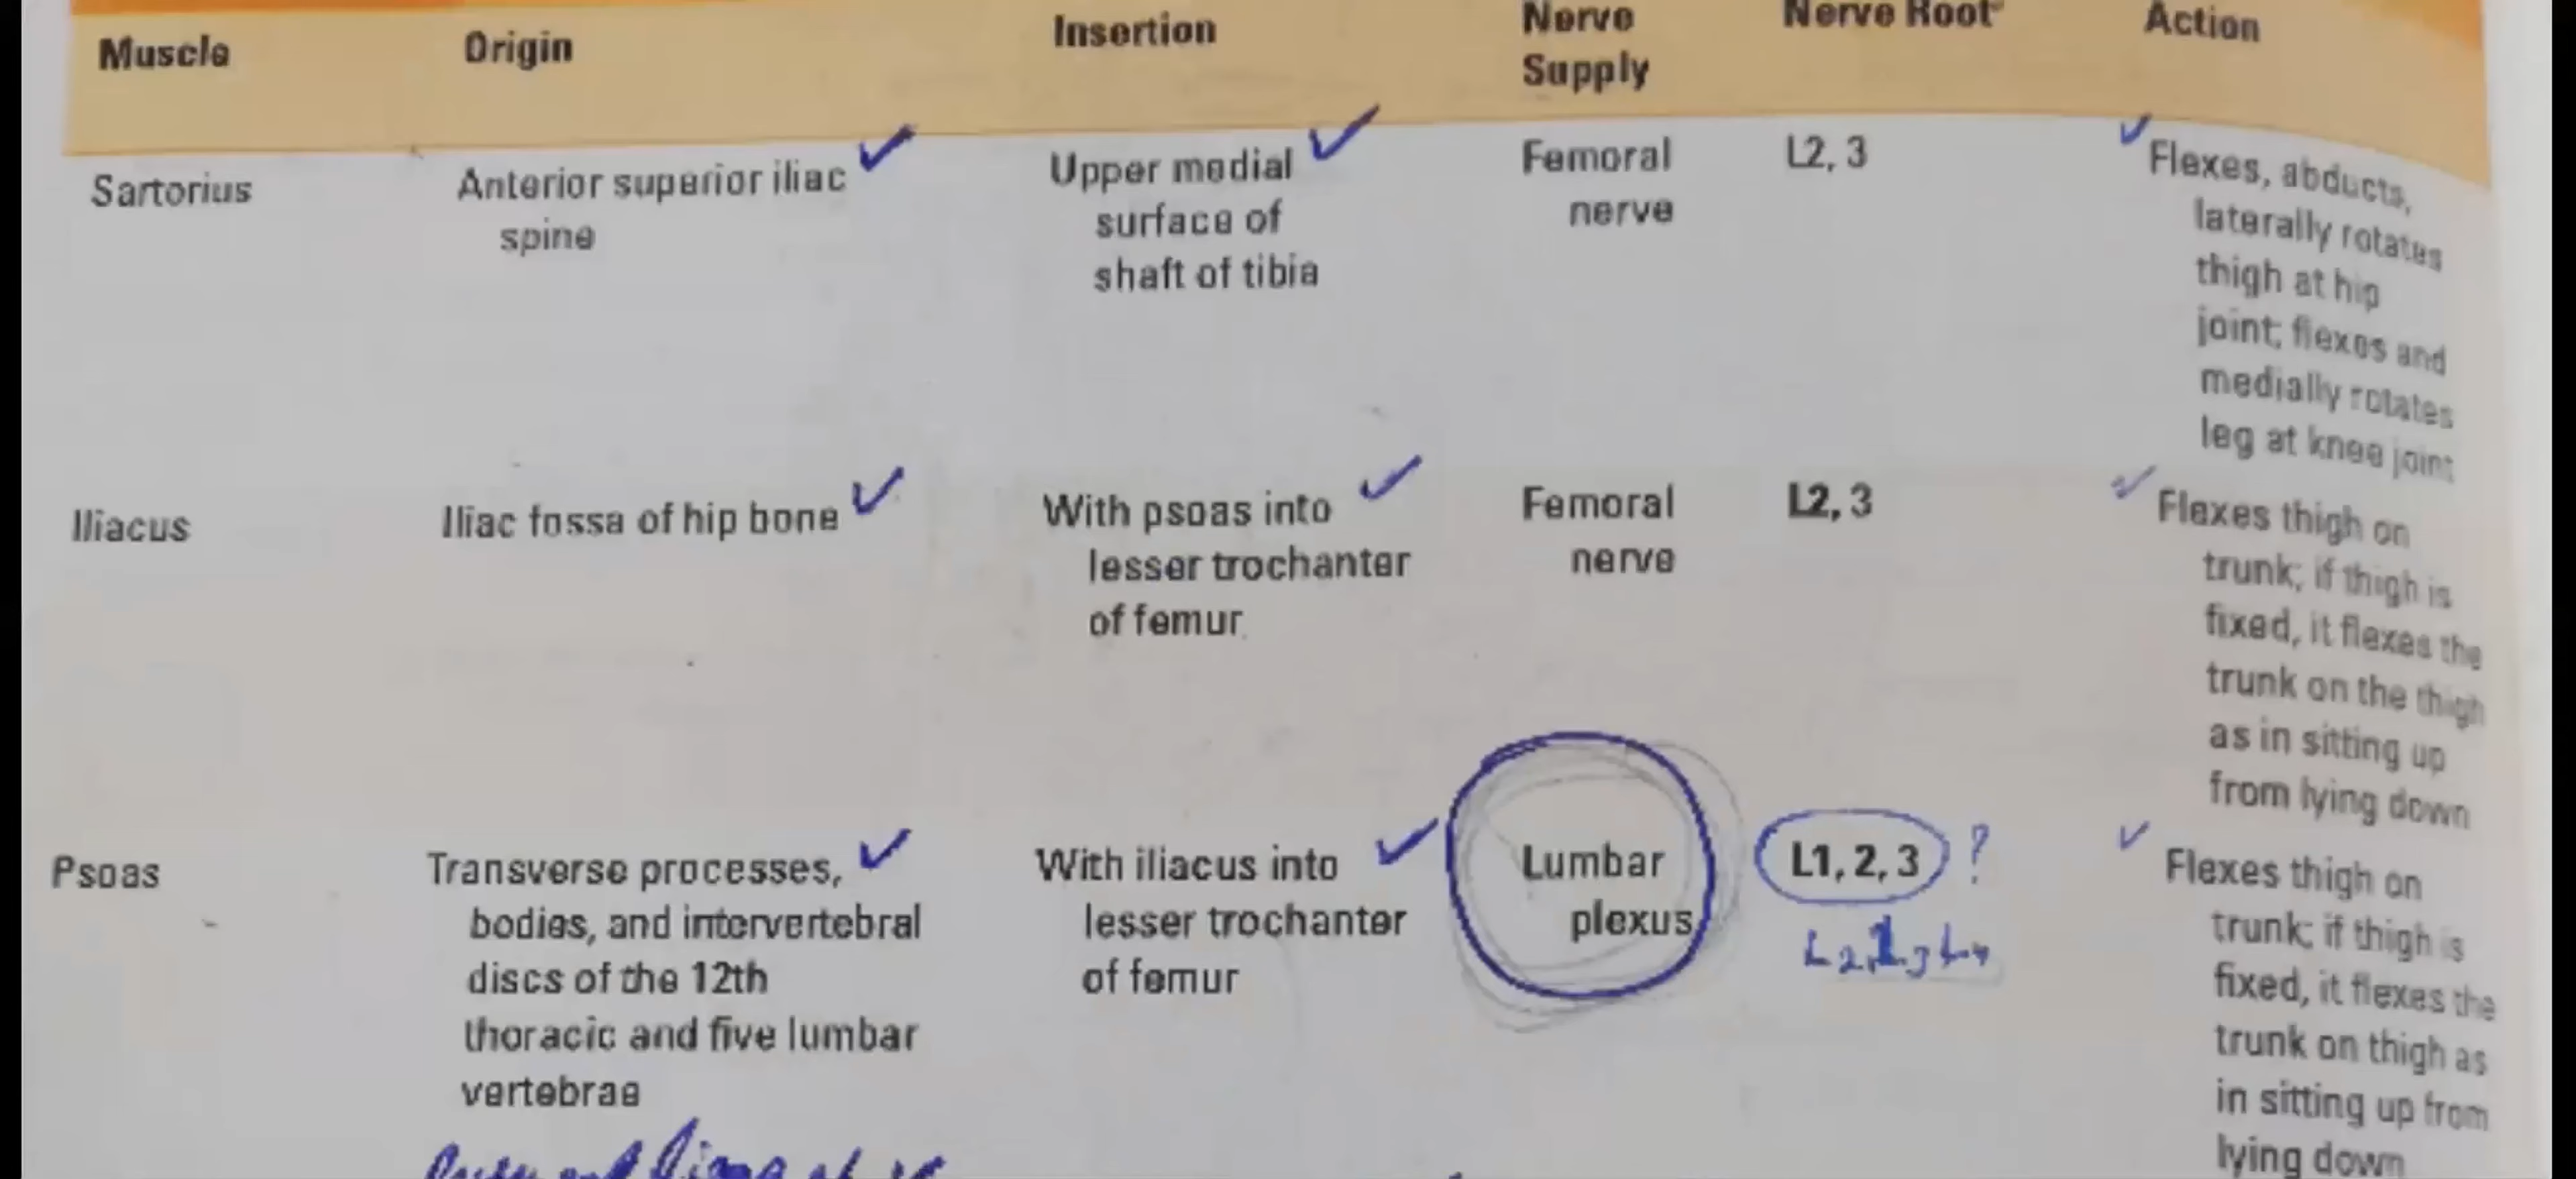 Muscle
Origin
Insertion
Nerve
Supply
Nerve Root
Action
Sartorius
Anterior superior iliac
spine
Upper medial
surface of
shaft of tibia
Femoral
nerve
L2, 3
Flexes, abducts,
laterally rotates
thigh at hip
joint; flexes and
medially rotates
leg at knee joint
Iliacus
Iliac fossa of hip bone
With psoas into
lesser trochanter
of femur
Femoral
nerve
L2, 3
Flexes thigh on
trunk; if thigh is
fixed, it flexes the
trunk on the thigh
as in sitting up
from lying down
Psoas
Transverse processes,
bodies, and intervertebral
discs of the 12th
thoracic and five lumbar
vertebrae
With iliacus into
lesser trochanter
of femur
Lumbar
plexus
L1, 2, 3 ?
L2, L3 L4
Flexes thigh on
trunk; if thigh is
fixed, it flexes the
trunk on thigh as
in sitting up from
lying down